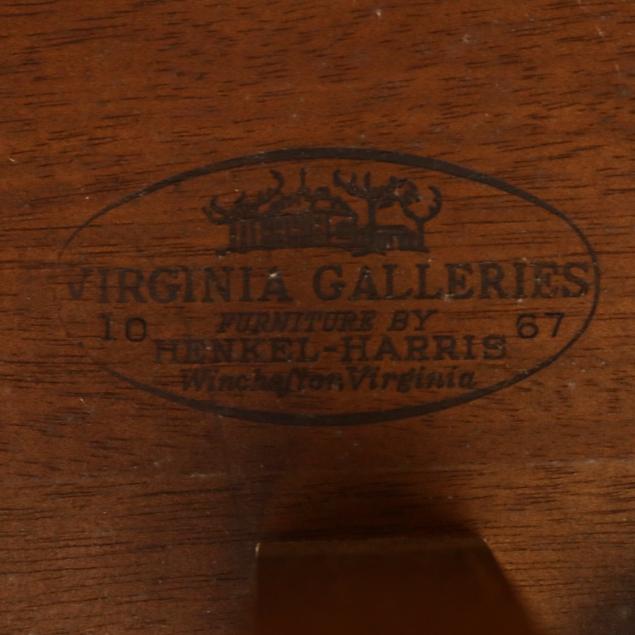 VIRGINIA GALLERIES
10 FURNITURE BY 67
HENKEL-HARRIS
Winchester, Virginia